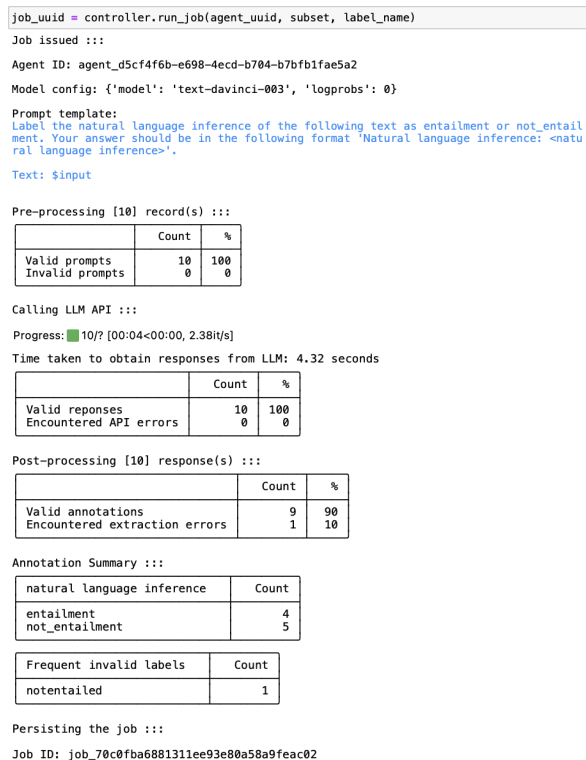 job_uuid = controller.run_job(agent_uuid, subset, label_name)
Job issued :::
Agent ID: agent_d5cf4f6b-e698-4ecd-b704-b7bfb1fae5a2
Model config: {'model': 'text-davinci-003', 'logprobs': 0}
Prompt template:
Label the natural language inference of the following text as entailment or not_entail
ment. Your answer should be in the following format 'Natural language inference: <natu
ral language inference>'.
Text: $input
Pre-processing [10] record(s) :::
Count %
Valid prompts 10 100
Invalid prompts 0 0
Calling LLM API :::
Progress: 10/? [00:04<00:00, 2.38it/s]
Time taken to obtain responses from LLM: 4.32 seconds
Count %
Valid reponses 10 100
Encountered API errors 0 0
Post-processing [10] response(s) :::
Count %
Valid annotations 9 90
Encountered extraction errors 1 10
Annotation Summary :::
natural language inference Count
entailment 4
not_entailment 5
Frequent invalid labels Count
notentailed 1
Persisting the job :::
Job ID: job_70c0fba6881311ee93e80a58a9feac02